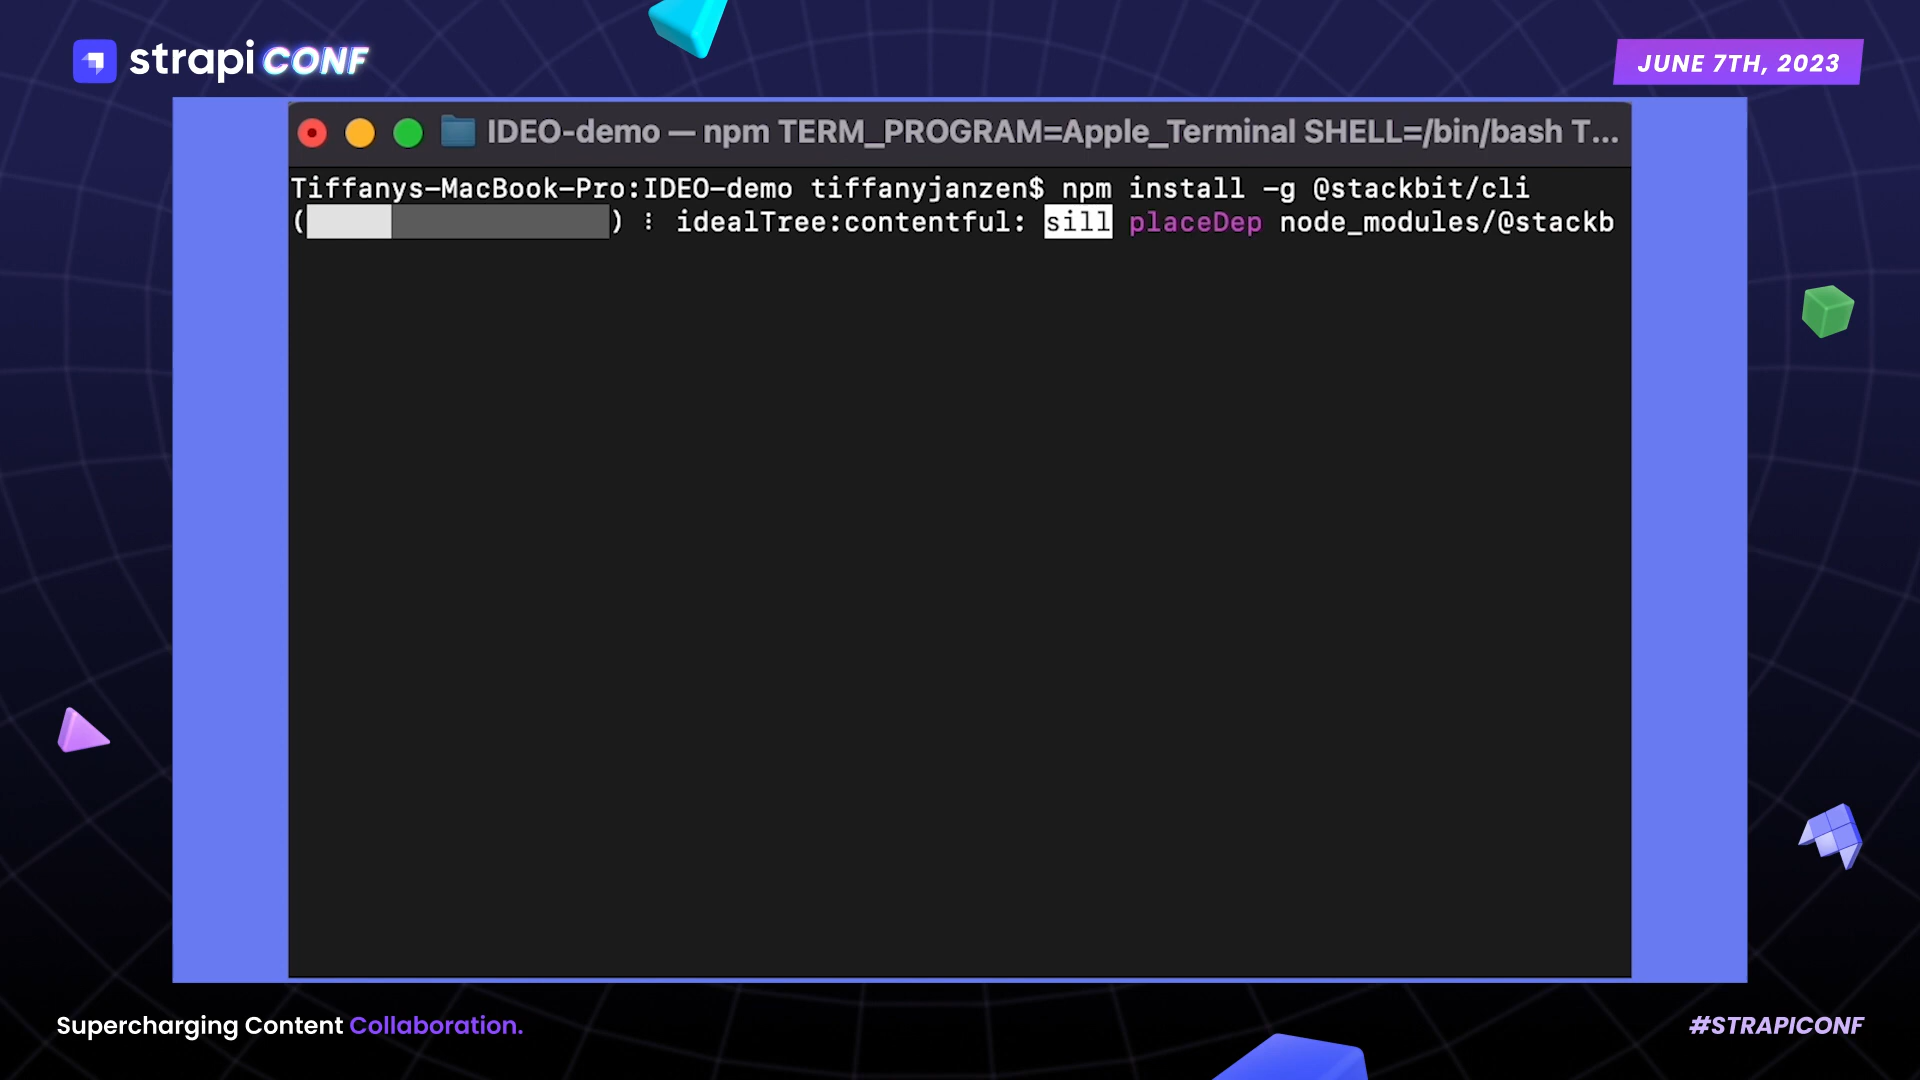 strapi CONF
JUNE 7TH, 2023
IDEO-demo — npm TERM_PROGRAM=Apple_Terminal SHELL=/bin/bash T...
Tiffanys-MacBook-Pro:IDEO-demo tiffanyjanzen$ npm install -g @stackbit/cli
( ) ⸽ idealTree:contentful: sill placeDep node_modules/@stackb
Supercharging Content Collaboration.
#STRAPICONF